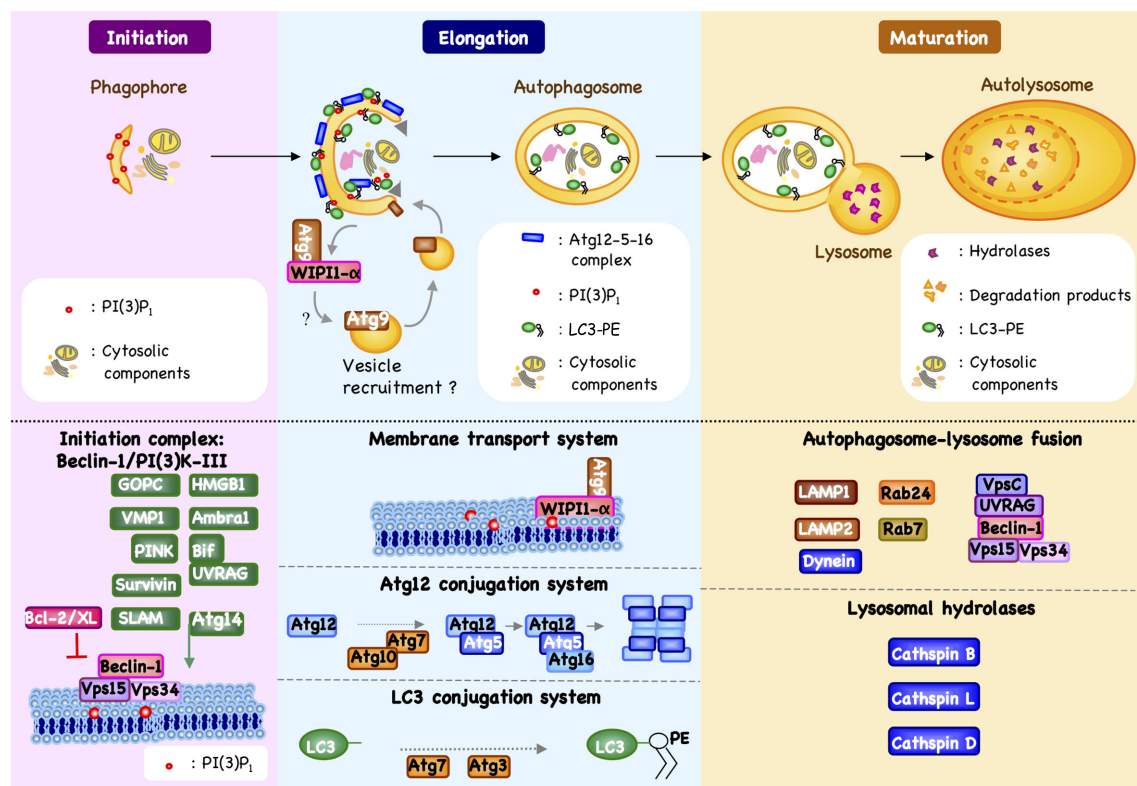 Initiation
Elongation
Maturation
Phagophore
Autophagosome
Autolysosome
Lysosome
Atg9
WIPI1-α
?
Atg9
Vesicle
recruitment ?
: PI(3)P1
: Cytosolic
components
: Atg12-5-16
complex
: PI(3)P1
: LC3-PE
: Cytosolic
components
: Hydrolases
: Degradation products
: LC3-PE
: Cytosolic
components
Initiation complex:
Beclin-1/PI(3)K-III
GOPC
HMGB1
VMP1
Ambra1
PINK
Bif
UVRAG
Survivin
Bcl-2/XL
SLAM
Atg14
Beclin-1
Vps15
Vps34
: PI(3)P1
Membrane transport system
Atg9
WIPI1-α
Atg12 conjugation system
Atg12
Atg7
Atg10
Atg12
Atg5
Atg12
Atg5
Atg16
LC3 conjugation system
LC3
Atg7
Atg3
LC3
PE
Autophagosome-lysosome fusion
LAMP1
Rab24
LAMP2
Rab7
Dynein
VpsC
UVRAG
Beclin-1
Vps15
Vps34
Lysosomal hydrolases
Cathspin B
Cathspin L
Cathspin D